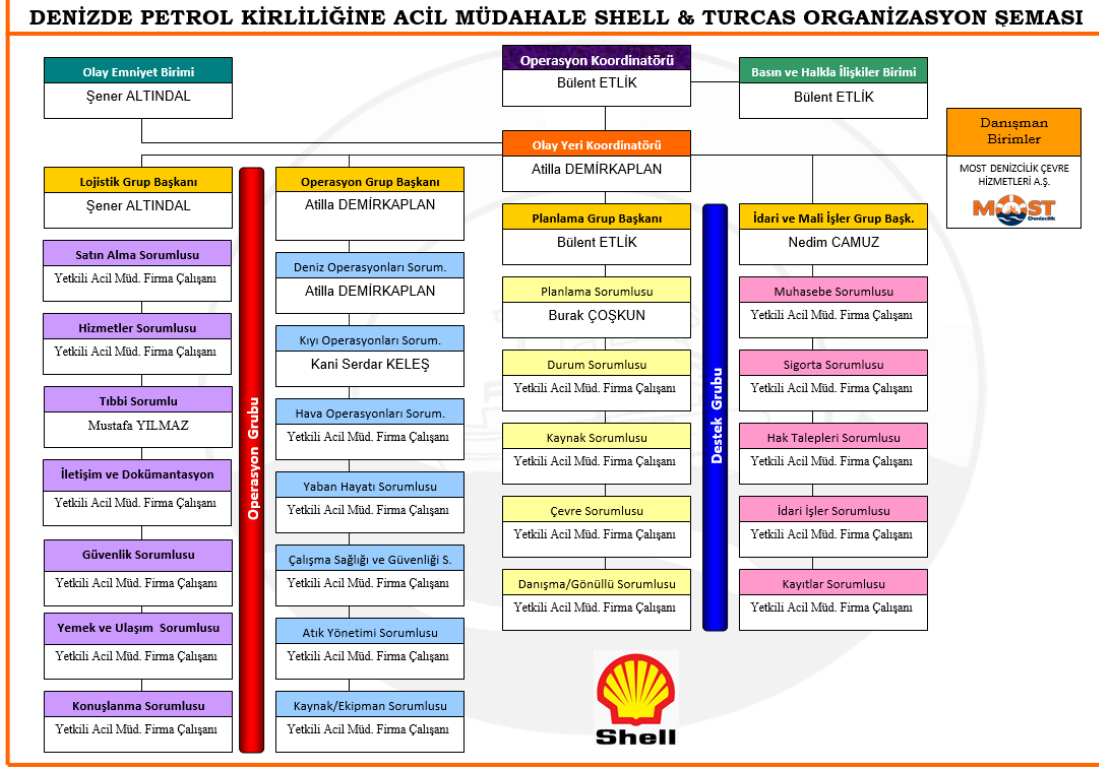 DENİZDE PETROL KİRLİLİĞİNE ACİL MÜDAHALE SHELL & TURCAS ORGANİZASYON ŞEMASI
Olay Emniyet Birimi
Şener ALTINDAL
Operasyon Koordinatörü
Bülent ETLİK
Basın ve Halkla İlişkiler Birimi
Bülent ETLİK
Olay Yeri Koordinatörü
Atilla DEMİRKAPLAN
Danışman
Birimler
MOST DENİZCİLİK ÇEVRE
HİZMETLERİ A.Ş.
MOST
Denizcilik
Lojistik Grup Başkanı
Şener ALTINDAL
Satın Alma Sorumlusu
Yetkili Acil Müd. Firma Çalışanı
Hizmetler Sorumlusu
Yetkili Acil Müd. Firma Çalışanı
Tıbbi Sorumlu
Mustafa YILMAZ
İletişim ve Dokümantasyon
Yetkili Acil Müd. Firma Çalışanı
Güvenlik Sorumlusu
Yetkili Acil Müd. Firma Çalışanı
Yemek ve Ulaşım Sorumlusu
Yetkili Acil Müd. Firma Çalışanı
Konuşlanma Sorumlusu
Yetkili Acil Müd. Firma Çalışanı
Operasyon Grubu
Operasyon Grup Başkanı
Atilla DEMİRKAPLAN
Deniz Operasyonları Sorum.
Atilla DEMİRKAPLAN
Kıyı Operasyonları Sorum.
Kani Serdar KELEŞ
Hava Operasyonları Sorum.
Yetkili Acil Müd. Firma Çalışanı
Yaban Hayatı Sorumlusu
Yetkili Acil Müd. Firma Çalışanı
Çalışma Sağlığı ve Güvenliği S.
Yetkili Acil Müd. Firma Çalışanı
Atık Yönetimi Sorumlusu
Yetkili Acil Müd. Firma Çalışanı
Kaynak/Ekipman Sorumlusu
Yetkili Acil Müd. Firma Çalışanı
Planlama Grup Başkanı
Bülent ETLİK
Planlama Sorumlusu
Burak ÇOŞKUN
Durum Sorumlusu
Yetkili Acil Müd. Firma Çalışanı
Kaynak Sorumlusu
Yetkili Acil Müd. Firma Çalışanı
Çevre Sorumlusu
Yetkili Acil Müd. Firma Çalışanı
Danışma/Gönüllü Sorumlusu
Yetkili Acil Müd. Firma Çalışanı
Destek Grubu
İdari ve Mali İşler Grup Başk.
Nedim CAMUZ
Muhasebe Sorumlusu
Yetkili Acil Müd. Firma Çalışanı
Sigorta Sorumlusu
Yetkili Acil Müd. Firma Çalışanı
Hak Talepleri Sorumlusu
Yetkili Acil Müd. Firma Çalışanı
İdari İşler Sorumlusu
Yetkili Acil Müd. Firma Çalışanı
Kayıtlar Sorumlusu
Yetkili Acil Müd. Firma Çalışanı
Shell